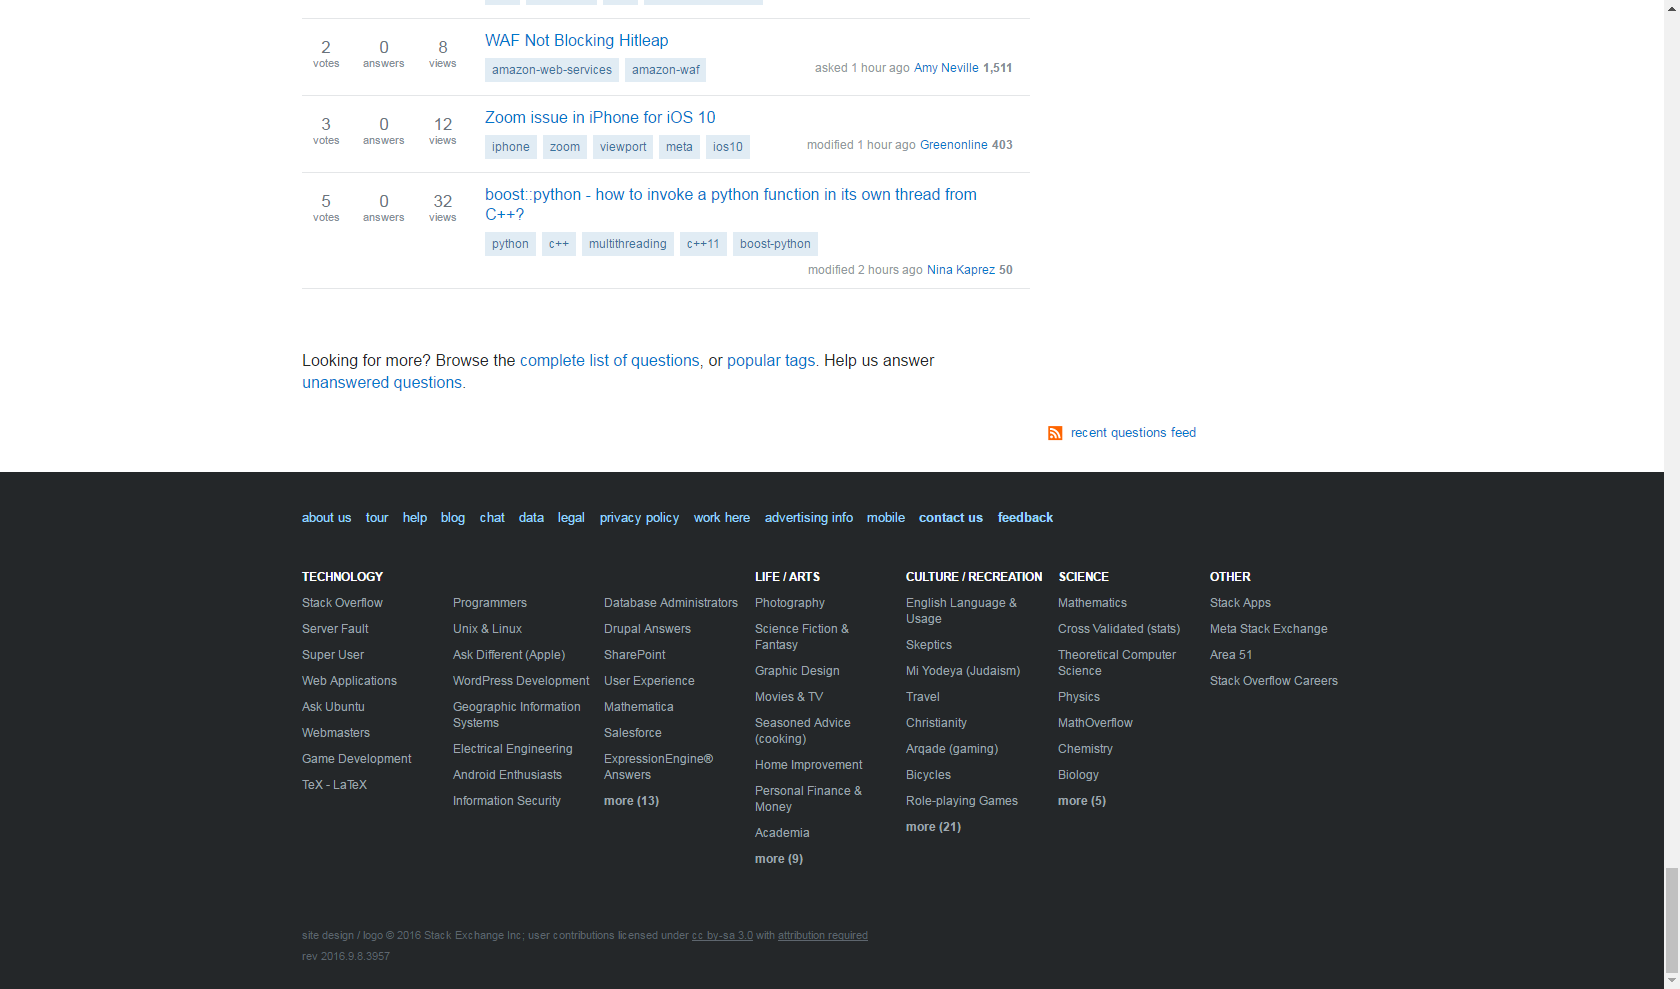 2 0 8 WAF Not Blocking Hitleap
votes answers views
amazon-web-services amazon-waf asked 1 hour ago Amy Neville 1,511
3 0 12 Zoom issue in iPhone for iOS 10
votes answers views
iphone zoom viewport meta ios10 modified 1 hour ago Greenonline 403
5 0 32 boost::python - how to invoke a python function in its own thread from
votes answers views C++?
python c++ multithreading c++11 boost-python
modified 2 hours ago Nina Kaprez 50
Looking for more? Browse the complete list of questions, or popular tags. Help us answer
unanswered questions.
recent questions feed
about us tour help blog chat data legal privacy policy work here advertising info mobile contact us feedback
TECHNOLOGY
Stack Overflow
Server Fault
Super User
Web Applications
Ask Ubuntu
Webmasters
Game Development
TeX - LaTeX
Programmers
Unix & Linux
Ask Different (Apple)
WordPress Development
Geographic Information
Systems
Electrical Engineering
Android Enthusiasts
Information Security
Database Administrators
Drupal Answers
SharePoint
User Experience
Mathematica
Salesforce
ExpressionEngine®
Answers
more (13)
LIFE / ARTS
Photography
Science Fiction &
Fantasy
Graphic Design
Movies & TV
Seasoned Advice
(cooking)
Home Improvement
Personal Finance &
Money
Academia
more (9)
CULTURE / RECREATION
English Language &
Usage
Skeptics
Mi Yodeya (Judaism)
Travel
Christianity
Arqade (gaming)
Bicycles
Role-playing Games
more (21)
SCIENCE
Mathematics
Cross Validated (stats)
Theoretical Computer
Science
Physics
MathOverflow
Chemistry
Biology
more (5)
OTHER
Stack Apps
Meta Stack Exchange
Area 51
Stack Overflow Careers
site design / logo © 2016 Stack Exchange Inc; user contributions licensed under cc by-sa 3.0 with attribution required
rev 2016.9.8.3957